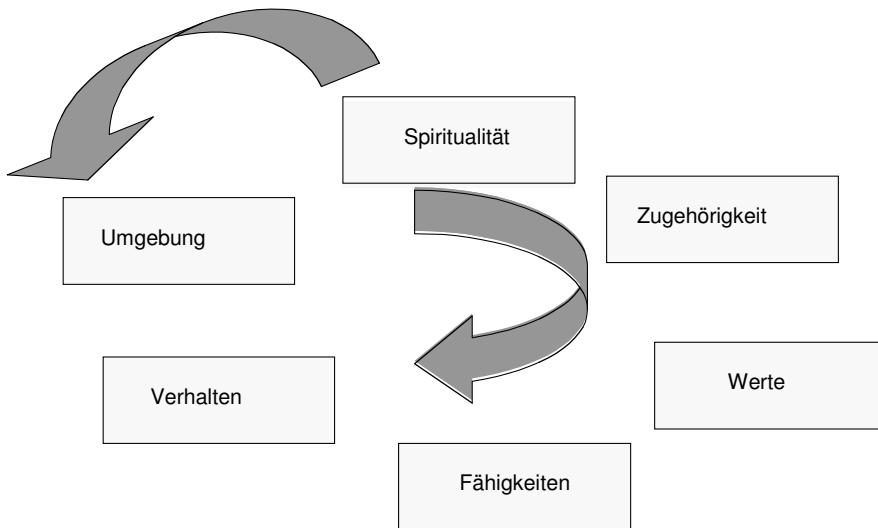 Spiritualität
Zugehörigkeit
Umgebung
Werte
Verhalten
Fähigkeiten